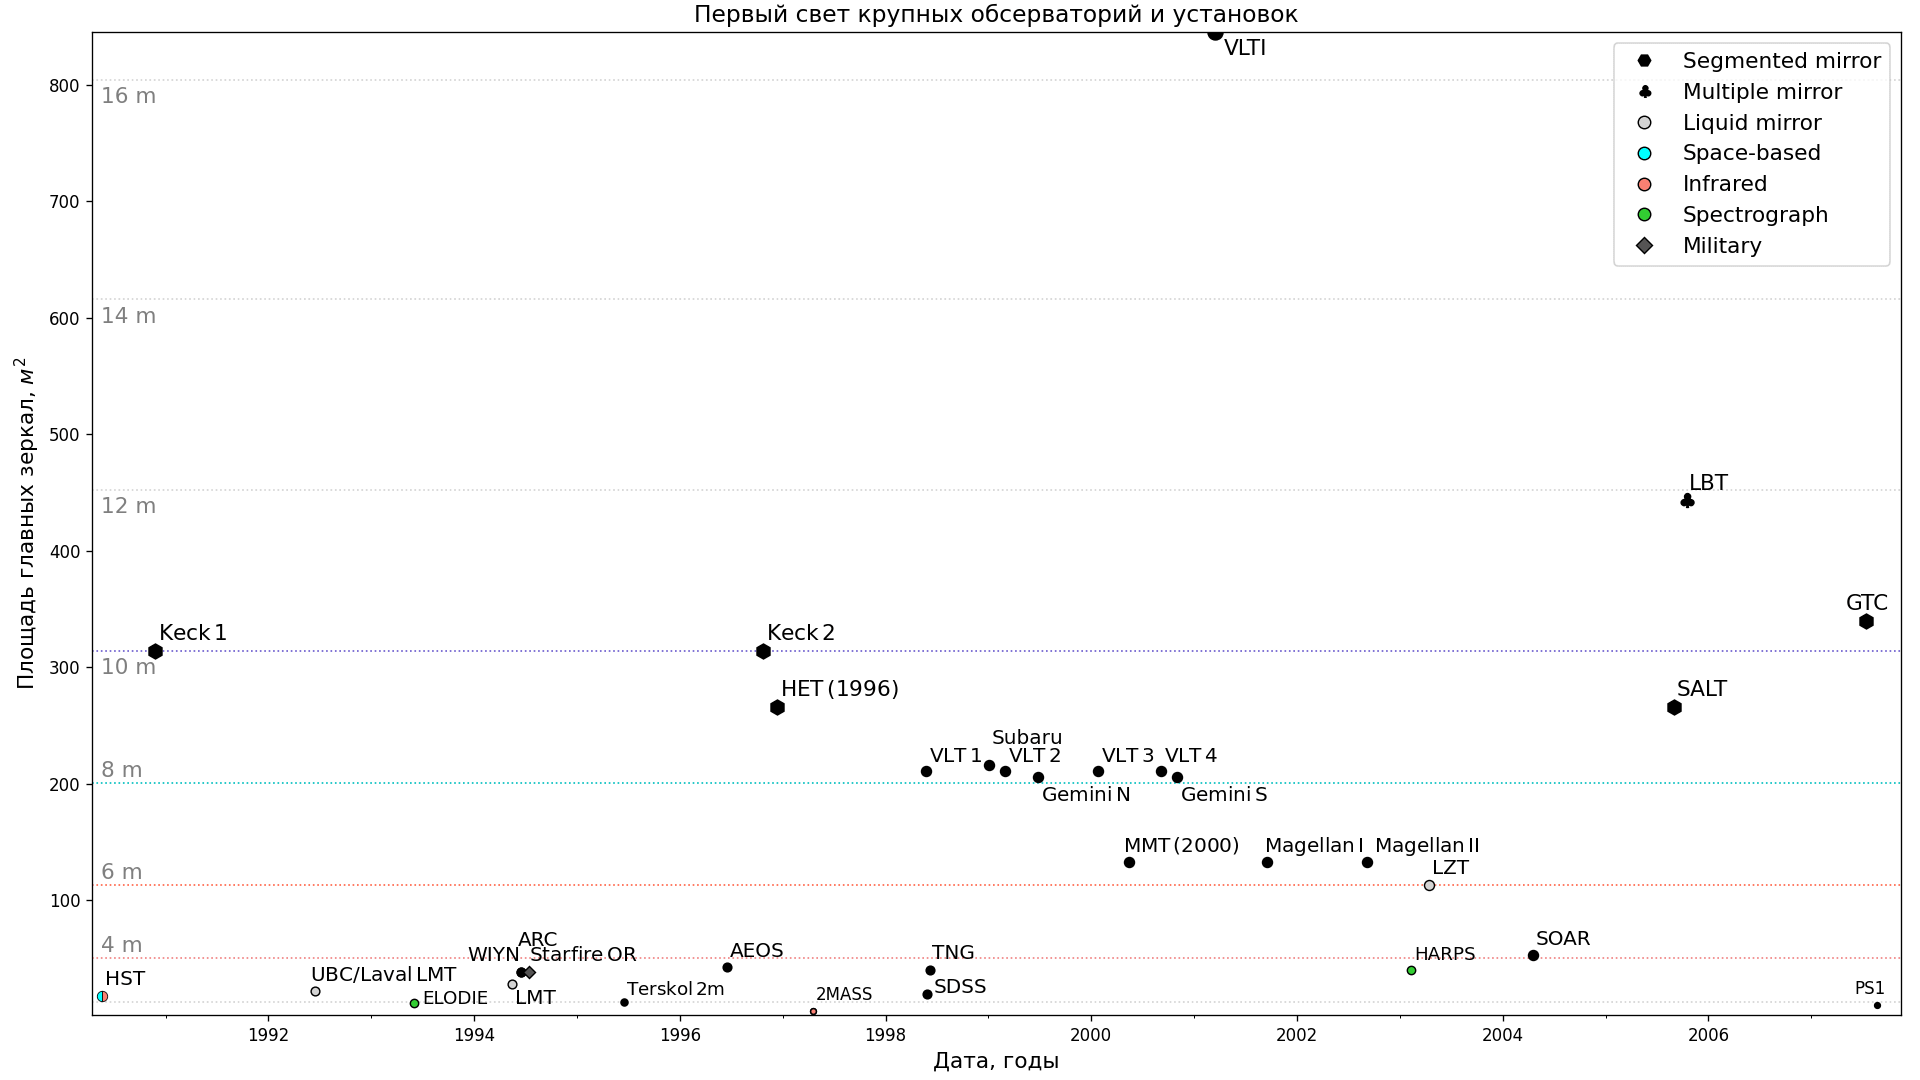 Первый свет крупных обсерваторий и установок
Площадь главных зеркал, м²
800
700
600
500
400
300
200
100
16 m
14 m
12 m
10 m
8 m
6 m
4 m
VLTI
Segmented mirror
Multiple mirror
Liquid mirror
Space-based
Infrared
Spectrograph
Military
LBT
GTC
Keck 1
Keck 2
HET (1996)
SALT
Subaru
VLT 1
VLT 2
VLT 3
VLT 4
Gemini N
Gemini S
MMT (2000)
Magellan I
Magellan II
LZT
ARC
WIYN
Starfire OR
AEOS
TNG
HARPS
SOAR
HST
UBC/Laval LMT
ELODIE
LMT
Terskol 2m
2MASS
SDSS
PS1
1992
1994
1996
1998
2000
2002
2004
2006
Дата, годы